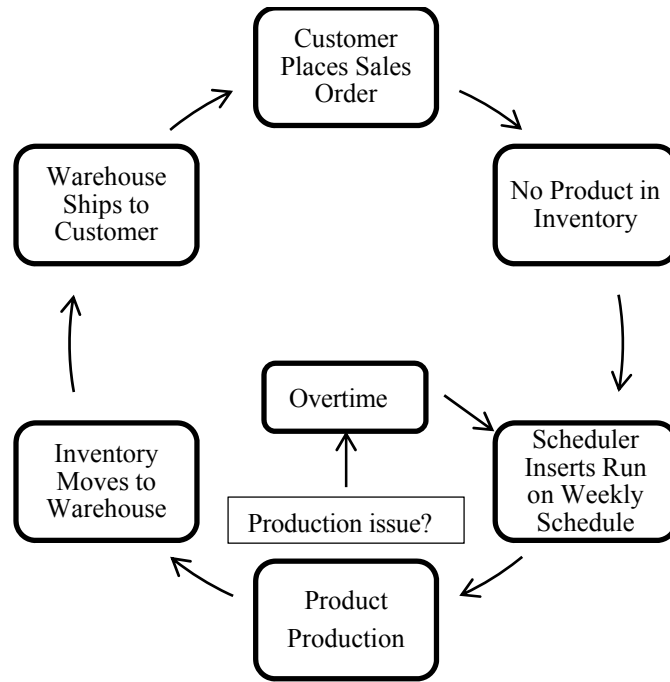 Customer
Places Sales
Order
No Product in
Inventory
Scheduler
Inserts Run
on Weekly
Schedule
Product
Production
Production issue?
Overtime
Inventory
Moves to
Warehouse
Warehouse
Ships to
Customer